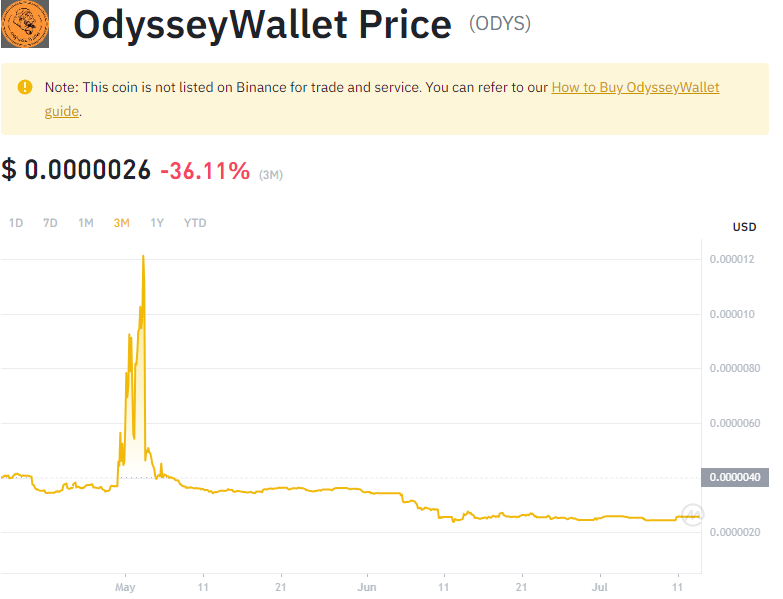 OdysseyWallet Price (ODYS)
Note: This coin is not listed on Binance for trade and service. You can refer to our How to Buy OdysseyWallet
guide.
$ 0.0000026 -36.11% (3M)
1D 7D 1M 3M 1Y YTD
USD
0.000012
0.000010
0.0000080
0.0000060
0.0000040
0.0000020
May 11 21 Jun 11 21 Jul 11